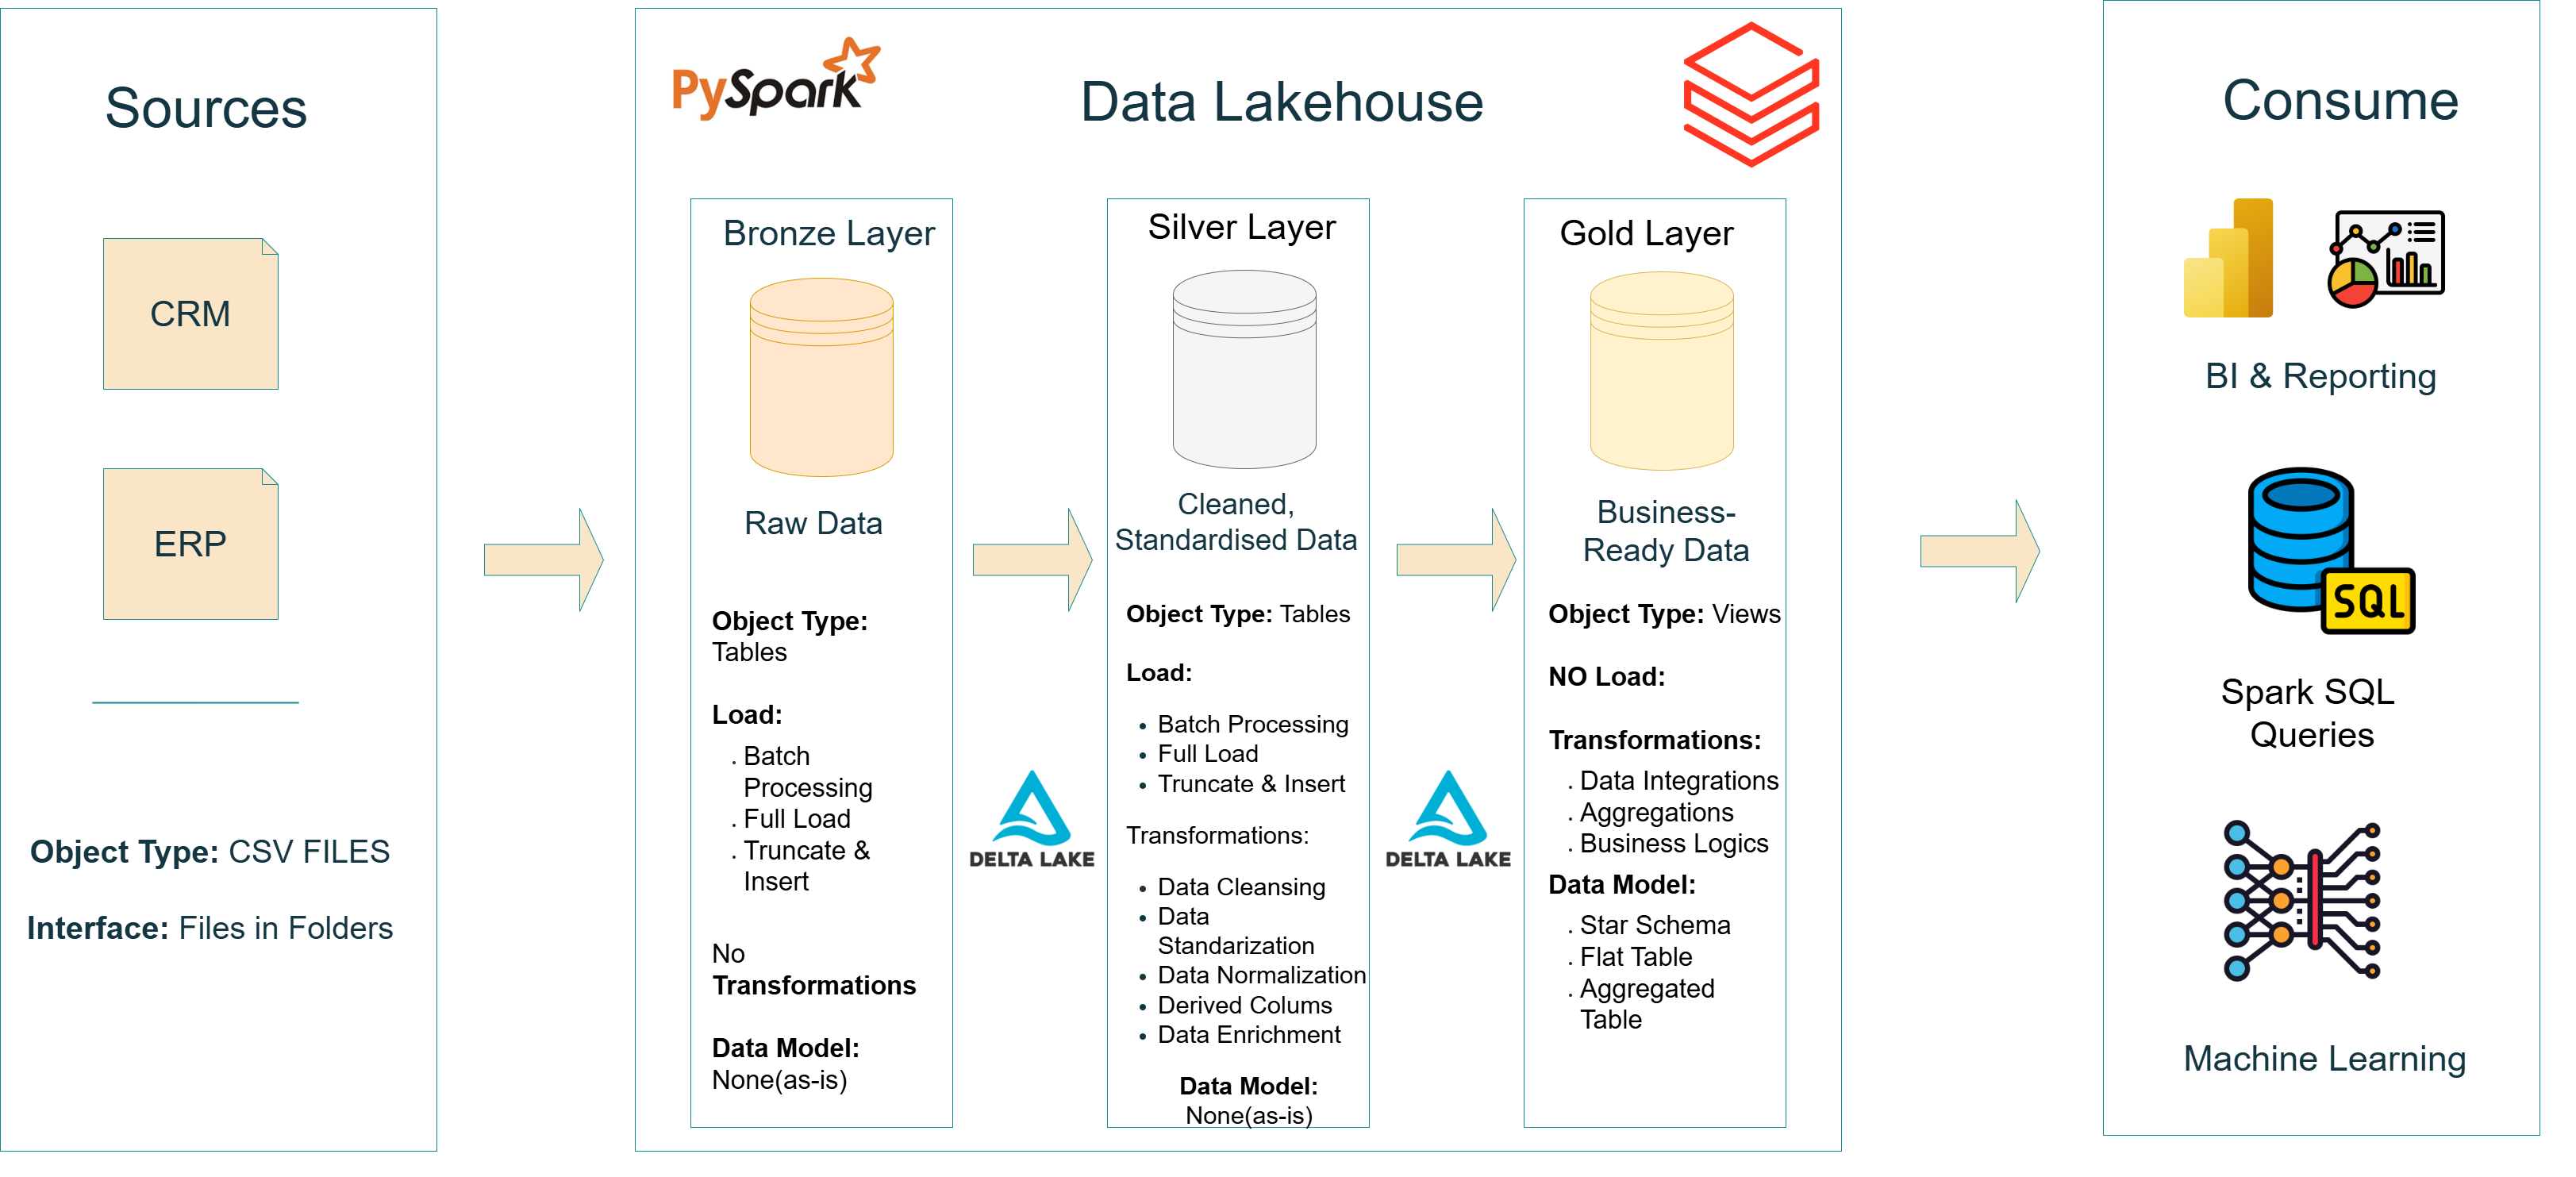 Sources
CRM
ERP
Object Type: CSV FILES
Interface: Files in Folders
PySpark
Data Lakehouse
Bronze Layer
Raw Data
Object Type:
Tables
Load:
Batch
Processing
Full Load
Truncate &
Insert
No
Transformations
Data Model:
None(as-is)
DELTA LAKE
Silver Layer
Cleaned,
Standardised Data
Object Type: Tables
Load:
Batch Processing
Full Load
Truncate & Insert
Transformations:
Data Cleansing
Data
Standarization
Data Normalization
Derived Colums
Data Enrichment
Data Model:
None(as-is)
DELTA LAKE
Gold Layer
Business-
Ready Data
Object Type: Views
NO Load:
Transformations:
Data Integrations
Aggregations
Business Logics
Data Model:
Star Schema
Flat Table
Aggregated
Table
Consume
BI & Reporting
SQL
Spark SQL
Queries
Machine Learning